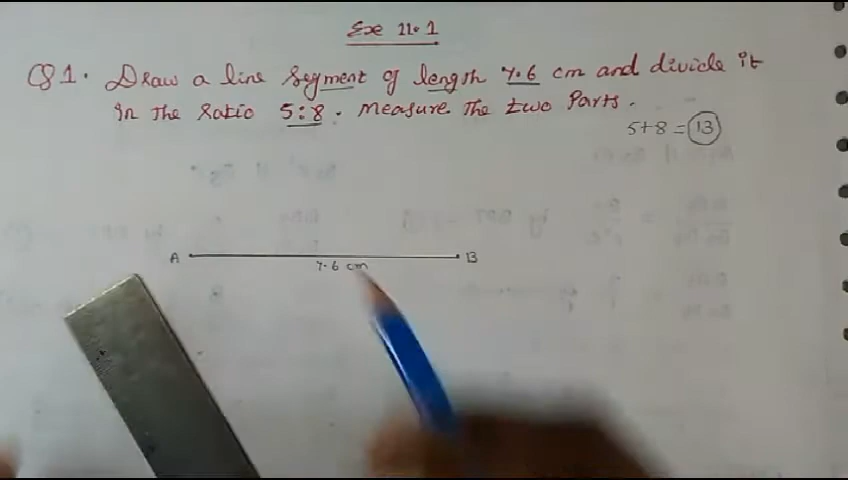 Exe 11.1
Q1. Draw a line segment of length 7.6 cm and divide it
in the ratio 5:8. Measure the two parts.
5+8 = 13
A B
7.6 cm